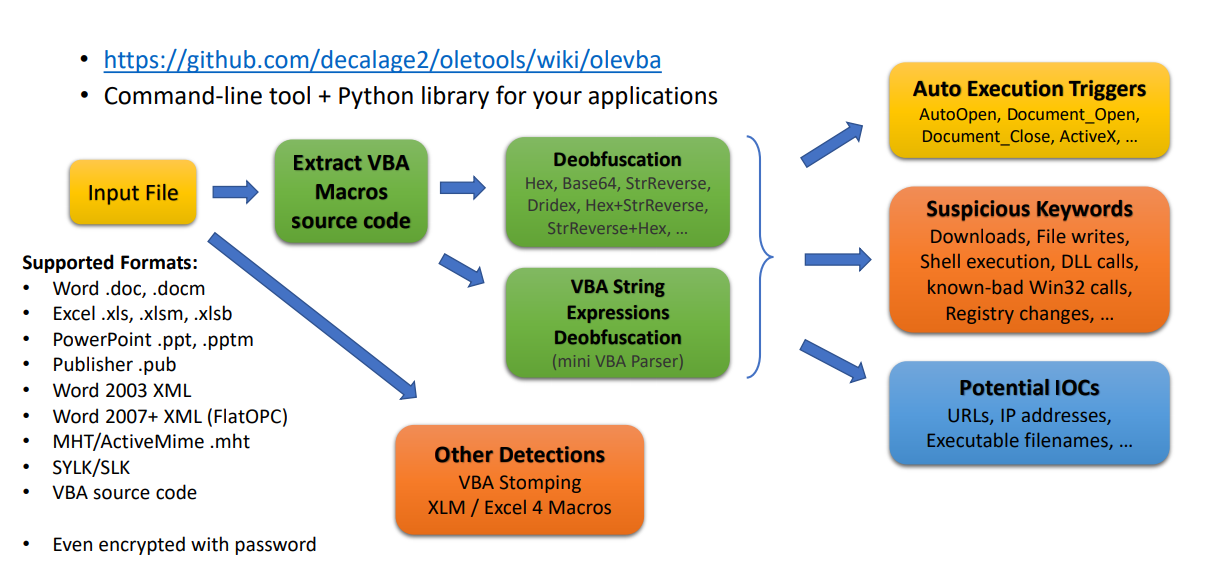 • https://github.com/decalage2/oletools/wiki/olevba
• Command-line tool + Python library for your applications
Input File
Extract VBA
Macros
source code
Deobfuscation
Hex, Base64, StrReverse,
Dridex, Hex+StrReverse,
StrReverse+Hex, ...
VBA String
Expressions
Deobfuscation
(mini VBA Parser)
Auto Execution Triggers
AutoOpen, Document_Open,
Document_Close, ActiveX, ...
Suspicious Keywords
Downloads, File writes,
Shell execution, DLL calls,
known-bad Win32 calls,
Registry changes, ...
Potential IOCs
URLs, IP addresses,
Executable filenames, ...
Other Detections
VBA Stomping
XLM / Excel 4 Macros
Supported Formats:
• Word .doc, .docm
• Excel .xls, .xlsm, .xlsb
• PowerPoint .ppt, .pptm
• Publisher .pub
• Word 2003 XML
• Word 2007+ XML (FlatOPC)
• MHT/ActiveMime .mht
• SYLK/SLK
• VBA source code
• Even encrypted with password